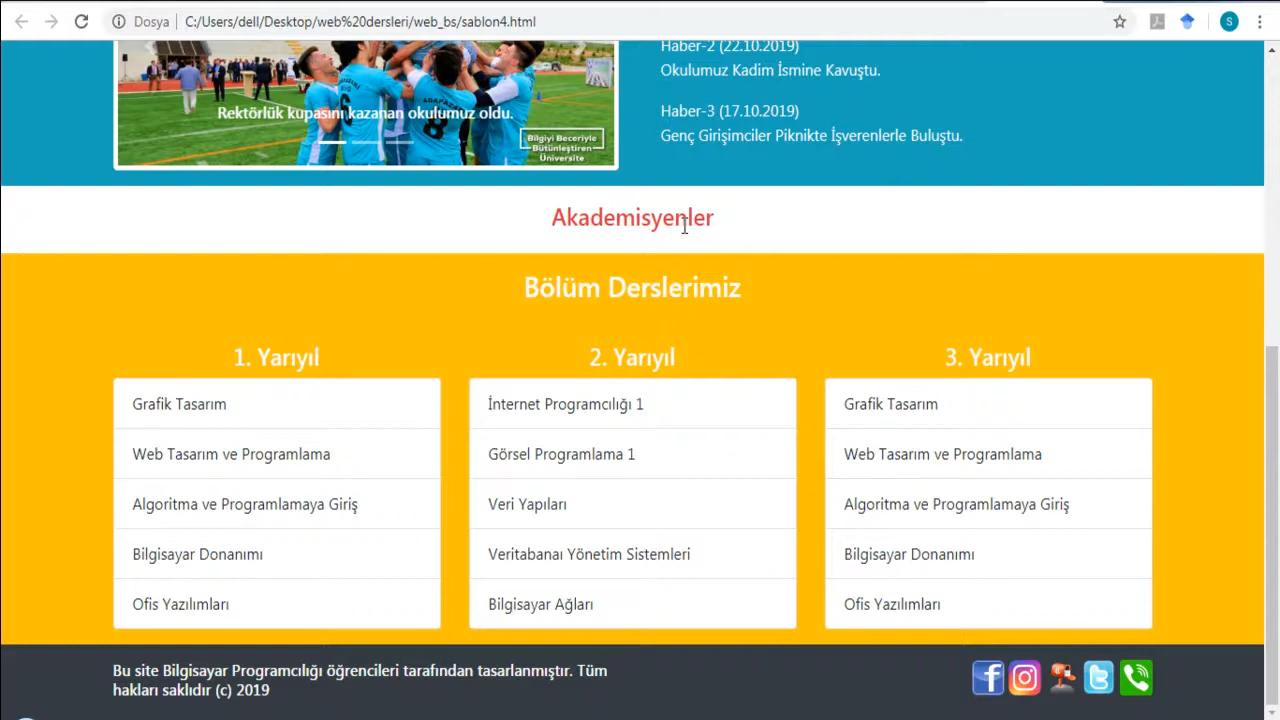 Dosya
C:/Users/dell/Desktop/web%20dersleri/web_bs/sablon4.html
S
Haber-2 (22.10.2019)
Okulumuz Kadim İsmine Kavuştu.
Haber-3 (17.10.2019)
Genç Girişimciler Piknikte İşverenlerle Buluştu.
Rektörlük kupasını kazanan okulumuz oldu.
Bilgiyi Beceriyle
Bütünleştiren
Üniversite
Akademisyenler
Bölüm Derslerimiz
1. Yarıyıl
Grafik Tasarım
Web Tasarım ve Programlama
Algoritma ve Programlamaya Giriş
Bilgisayar Donanımı
Ofis Yazılımları
2. Yarıyıl
İnternet Programcılığı 1
Görsel Programlama 1
Veri Yapıları
Veritabanı Yönetim Sistemleri
Bilgisayar Ağları
3. Yarıyıl
Grafik Tasarım
Web Tasarım ve Programlama
Algoritma ve Programlamaya Giriş
Bilgisayar Donanımı
Ofis Yazılımları
Bu site Bilgisayar Programcılığı öğrencileri tarafından tasarlanmıştır. Tüm
hakları saklıdır (c) 2019